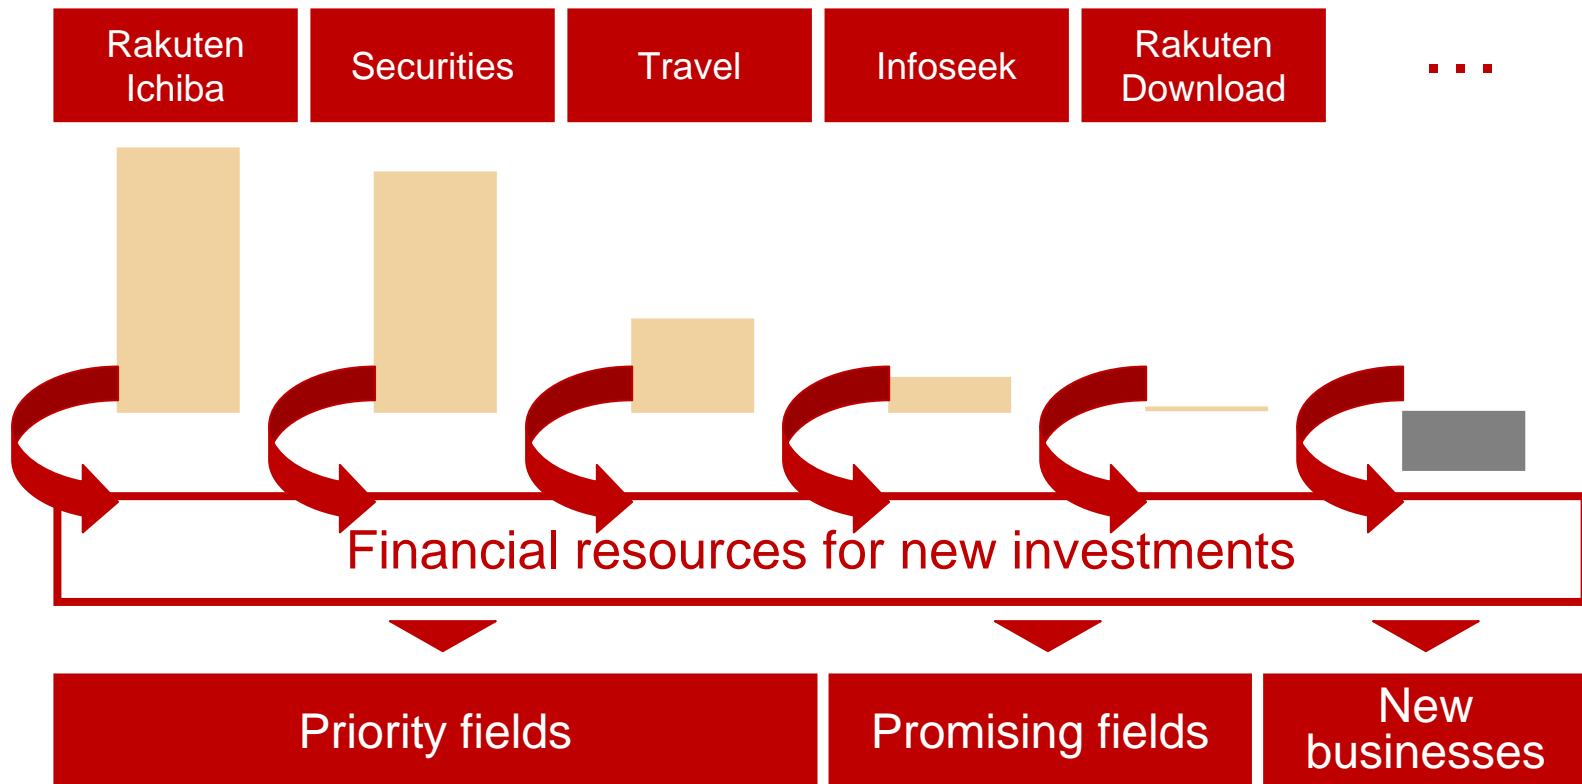 Rakuten
Ichiba
Securities
Travel
Infoseek
Rakuten
Download
...
Financial resources for new investments
Priority fields
Promising fields
New
businesses